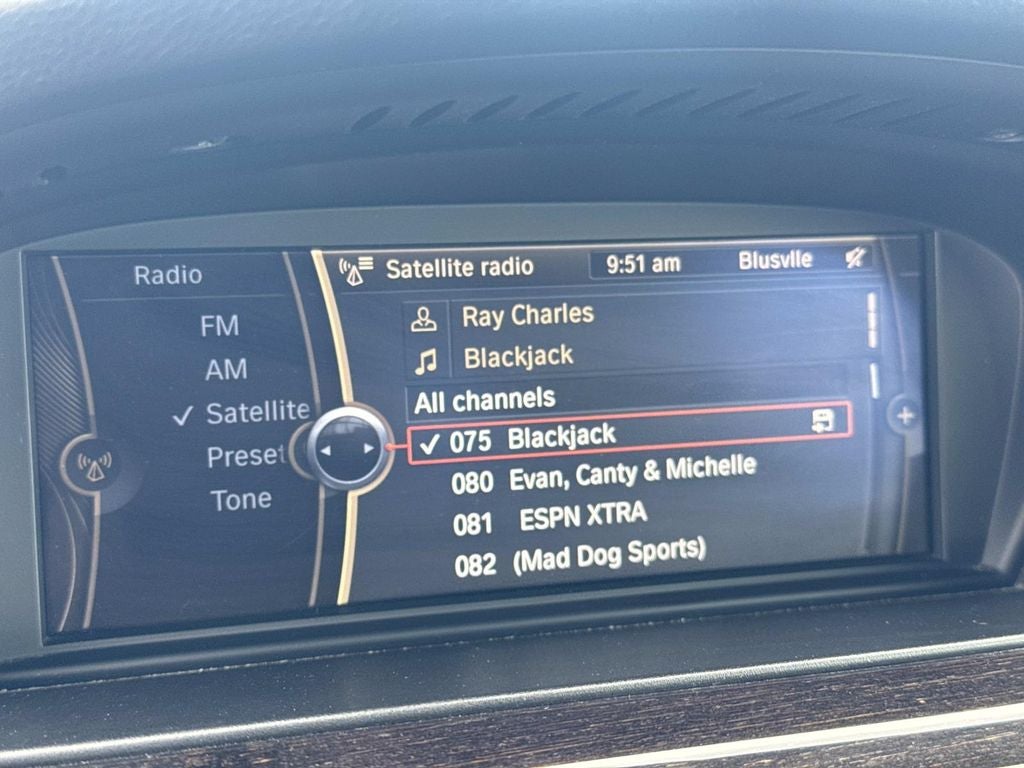 Radio
FM
AM
Satellite
Preset
Tone
Satellite radio 9:51 am Blusvlle
Ray Charles
Blackjack
All channels
075 Blackjack
080 Evan, Canty & Michelle
081 ESPN XTRA
082 (Mad Dog Sports)